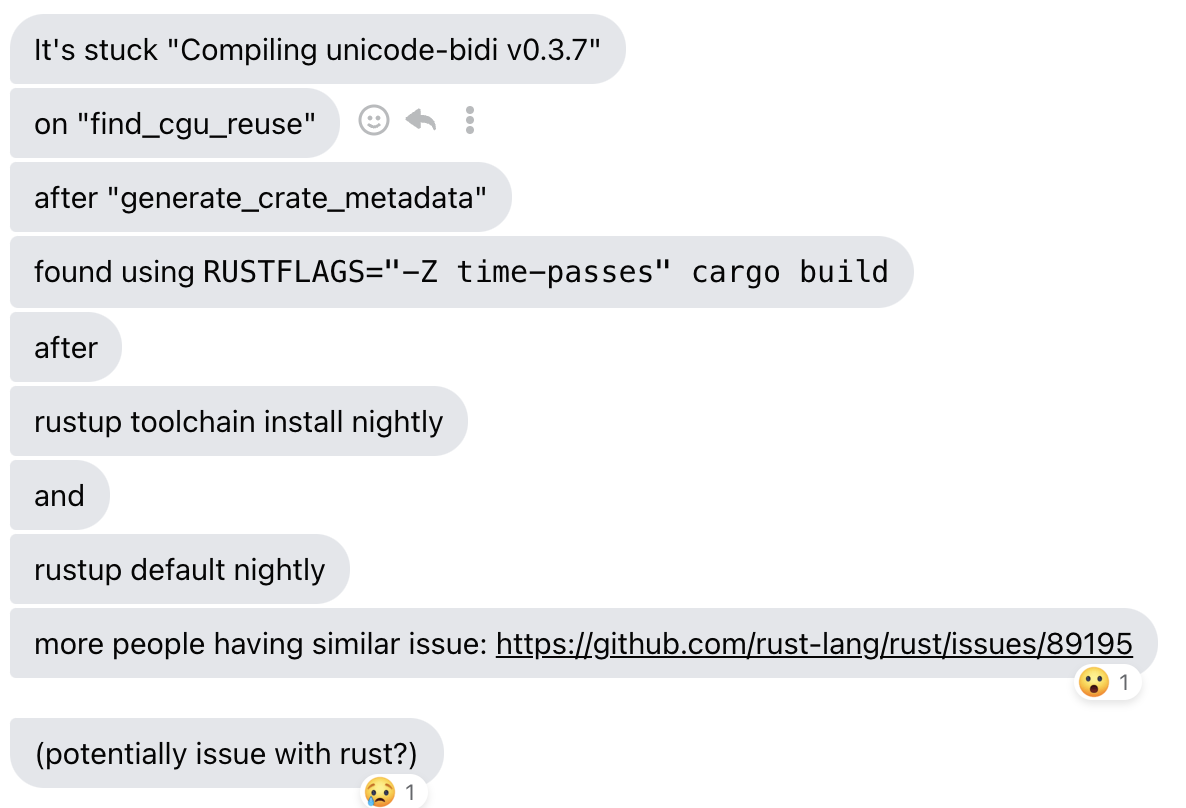 It's stuck "Compiling unicode-bidi v0.3.7"
on "find_cgu_reuse"
after "generate_crate_metadata"
found using RUSTFLAGS="-Z time-passes" cargo build
after
rustup toolchain install nightly
and
rustup default nightly
more people having similar issue: https://github.com/rust-lang/rust/issues/89195
1
(potentially issue with rust?)
1